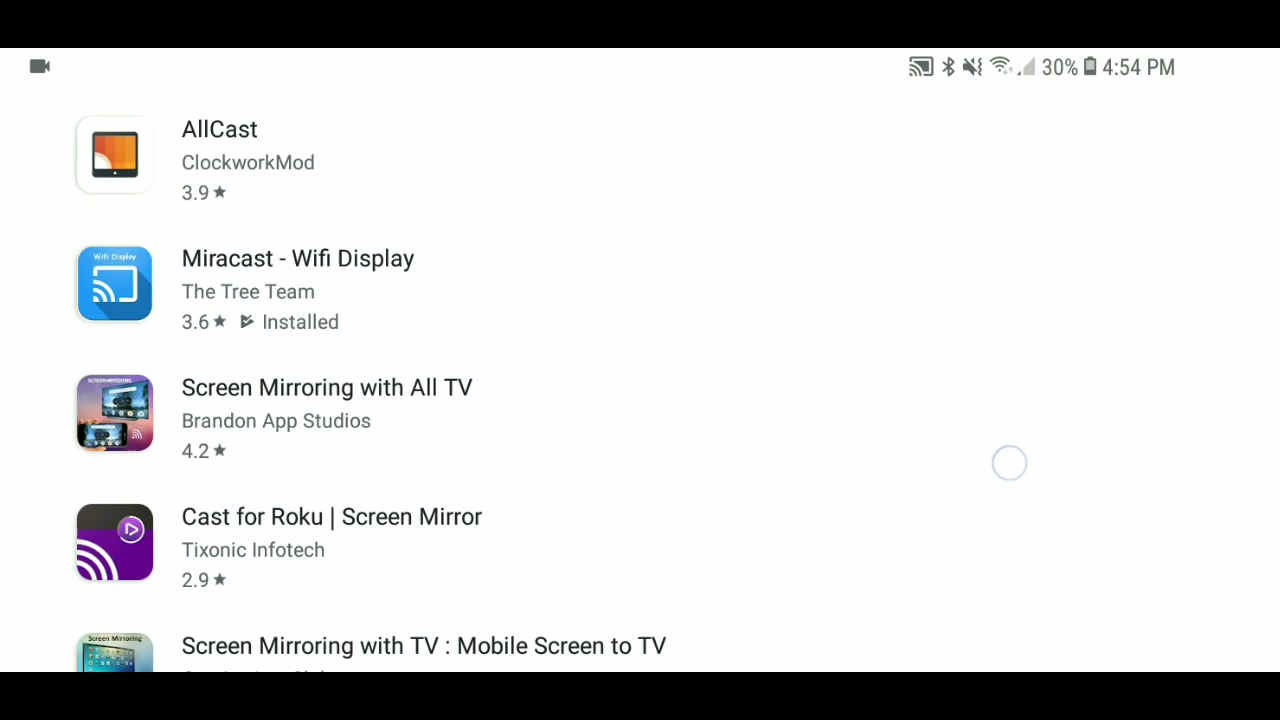 30% 4:54 PM
AllCast
ClockworkMod
3.9
Wifi Display
Miracast - Wifi Display
The Tree Team
3.6 Installed
SCREEN MIRRORING
Screen Mirroring with All TV
Brandon App Studios
4.2
Cast for Roku | Screen Mirror
Tixonic Infotech
2.9
Screen Mirroring
Screen Mirroring with TV : Mobile Screen to TV